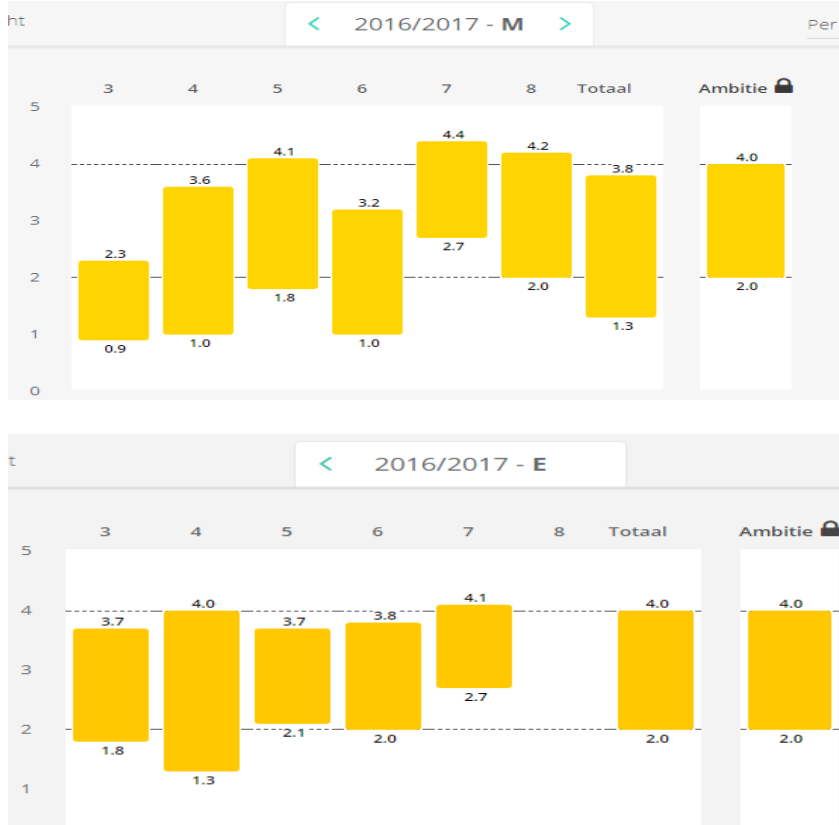 ht < 2016/2017 - M > Per
3 4 5 6 7 8 Totaal Ambitie
5
4.4
4.1 4.2
4 4.0
3.8
3.6
3.2
3
2.7
2.3
2
2.0 2.0
1.8
1.3
1
0.9 1.0 1.0
0
t < 2016/2017 - E
3 4 5 6 7 8 Totaal Ambitie
5
4.1
4 4.0 4.0 4.0
3.7 3.7 3.8
3
2.7
2
1.8 2.1 2.0 2.0 2.0
1.3
1